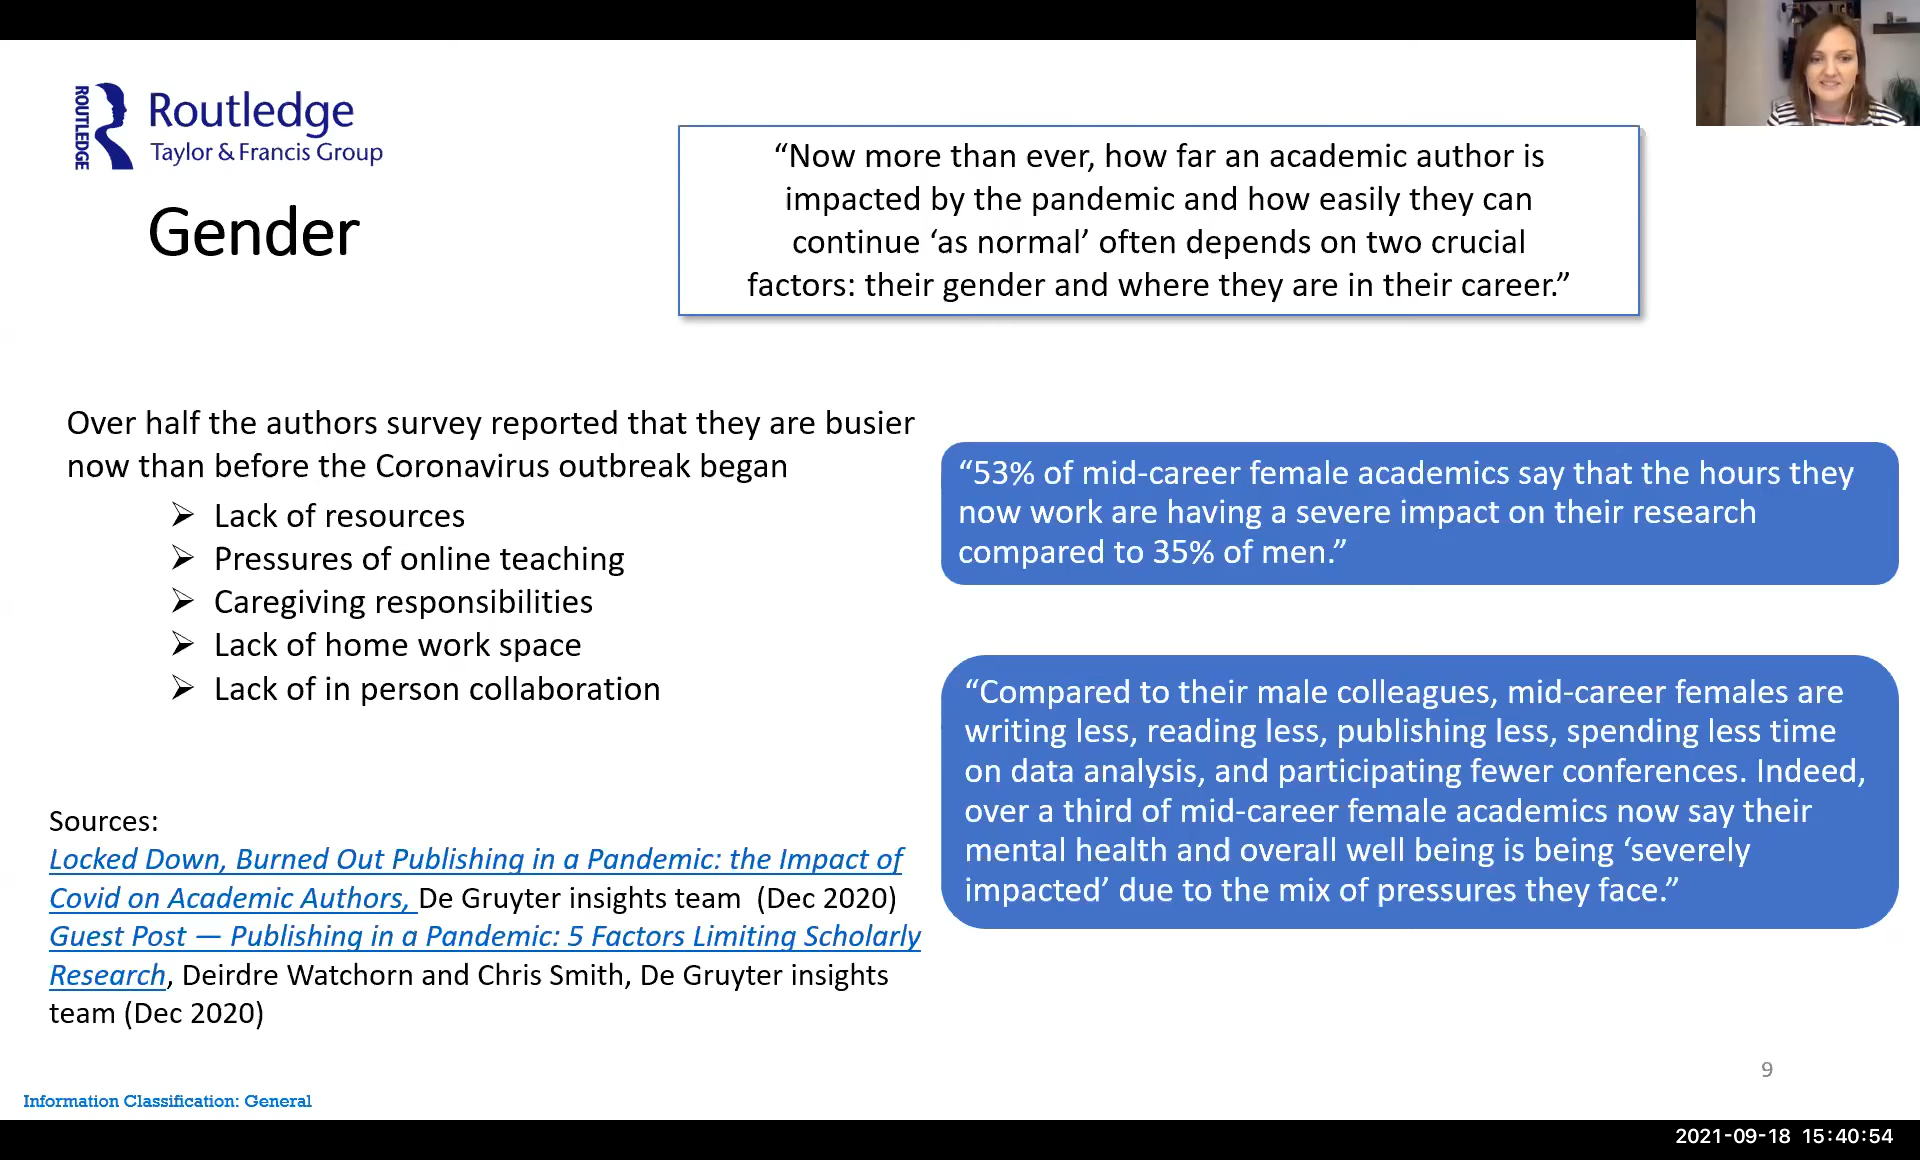 ROUTLEDGE
Routledge
Taylor & Francis Group
Gender
“Now more than ever, how far an academic author is
impacted by the pandemic and how easily they can
continue ‘as normal’ often depends on two crucial
factors: their gender and where they are in their career.”
Over half the authors survey reported that they are busier
now than before the Coronavirus outbreak began
➢ Lack of resources
➢ Pressures of online teaching
➢ Caregiving responsibilities
➢ Lack of home work space
➢ Lack of in person collaboration
“53% of mid-career female academics say that the hours they
now work are having a severe impact on their research
compared to 35% of men.”
“Compared to their male colleagues, mid-career females are
writing less, reading less, publishing less, spending less time
on data analysis, and participating fewer conferences. Indeed,
over a third of mid-career female academics now say their
mental health and overall well being is being ‘severely
impacted’ due to the mix of pressures they face.”
Sources:
Locked Down, Burned Out Publishing in a Pandemic: the Impact of
Covid on Academic Authors, De Gruyter insights team (Dec 2020)
Guest Post — Publishing in a Pandemic: 5 Factors Limiting Scholarly
Research, Deirdre Watchorn and Chris Smith, De Gruyter insights
team (Dec 2020)
9
Information Classification: General
2021-09-18 15:40:54